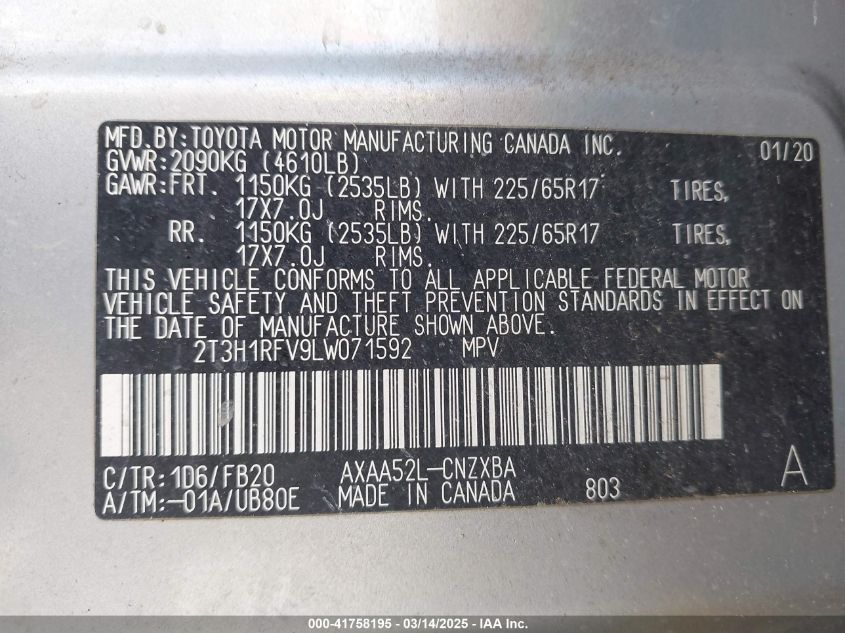 MFD.BY:TOYOTA MOTOR MANUFACTURING CANADA INC. 01/20
GVWR:2090KG (4610LB)
GAWR:FRT. 1150KG (2535LB) WITH 225/65R17 TIRES,
17X7.0J RIMS.
RR. 1150KG (2535LB) WITH 225/65R17 TIRES,
17X7.0J RIMS.
THIS VEHICLE CONFORMS TO ALL APPLICABLE FEDERAL MOTOR
VEHICLE SAFETY AND THEFT PREVENTION STANDARDS IN EFFECT ON
THE DATE OF MANUFACTURE SHOWN ABOVE.
2T3H1RFV9LW071592 MPV
C/TR:1D6/FB20 AXAA52L-CNZXBA A
A/TM:-01A/UB80E MADE IN CANADA 803
000-41758195 - 03/14/2025 - IAA Inc.